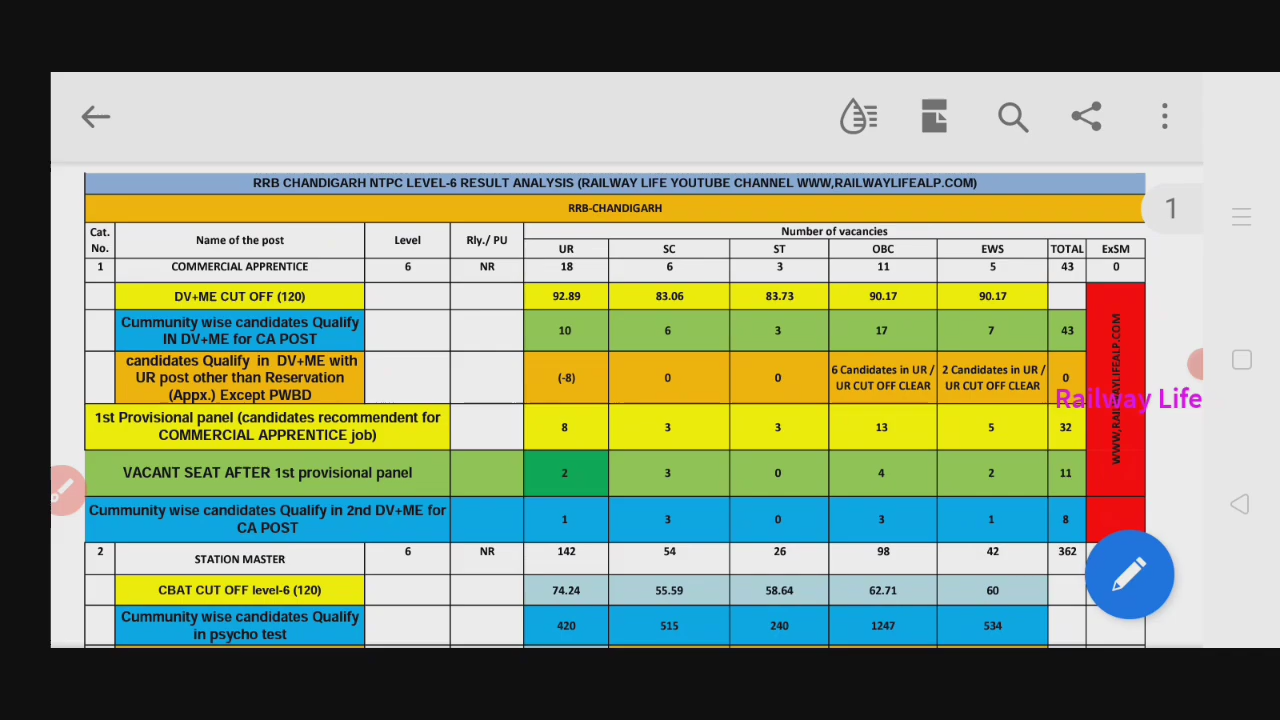 1
RRB CHANDIGARH NTPC LEVEL-6 RESULT ANALYSIS (RAILWAY LIFE YOUTUBE CHANNEL WWW,RAILWAYLIFEALP.COM)
RRB-CHANDIGARH
Cat. No. Name of the post Level Rly./ PU Number of vacancies
UR SC ST OBC EWS TOTAL ExSM
1 COMMERCIAL APPRENTICE 6 NR 18 6 3 11 5 43 0
DV+ME CUT OFF (120) 92.89 83.06 83.73 90.17 90.17
Cummunity wise candidates Qualify
IN DV+ME for CA POST 10 6 3 17 7 43
candidates Qualify in DV+ME with
UR post other than Reservation
(Appx.) Except PWBD (-8) 0 0 6 Candidates in UR / UR CUT OFF CLEAR 2 Candidates in UR / UR CUT OFF CLEAR 0
WWW,RAILWAYLIFEALP.COM
Railway Life
1st Provisional panel (candidates recommendent for
COMMERCIAL APPRENTICE job) 8 3 3 13 5 32
VACANT SEAT AFTER 1st provisional panel 2 3 0 4 2 11
Cummunity wise candidates Qualify in 2nd DV+ME for
CA POST 1 3 0 3 1 8
2 STATION MASTER 6 NR 142 54 26 98 42 362
CBAT CUT OFF level-6 (120) 74.24 55.59 58.64 62.71 60
Cummunity wise candidates Qualify
in psycho test 420 515 240 1247 534